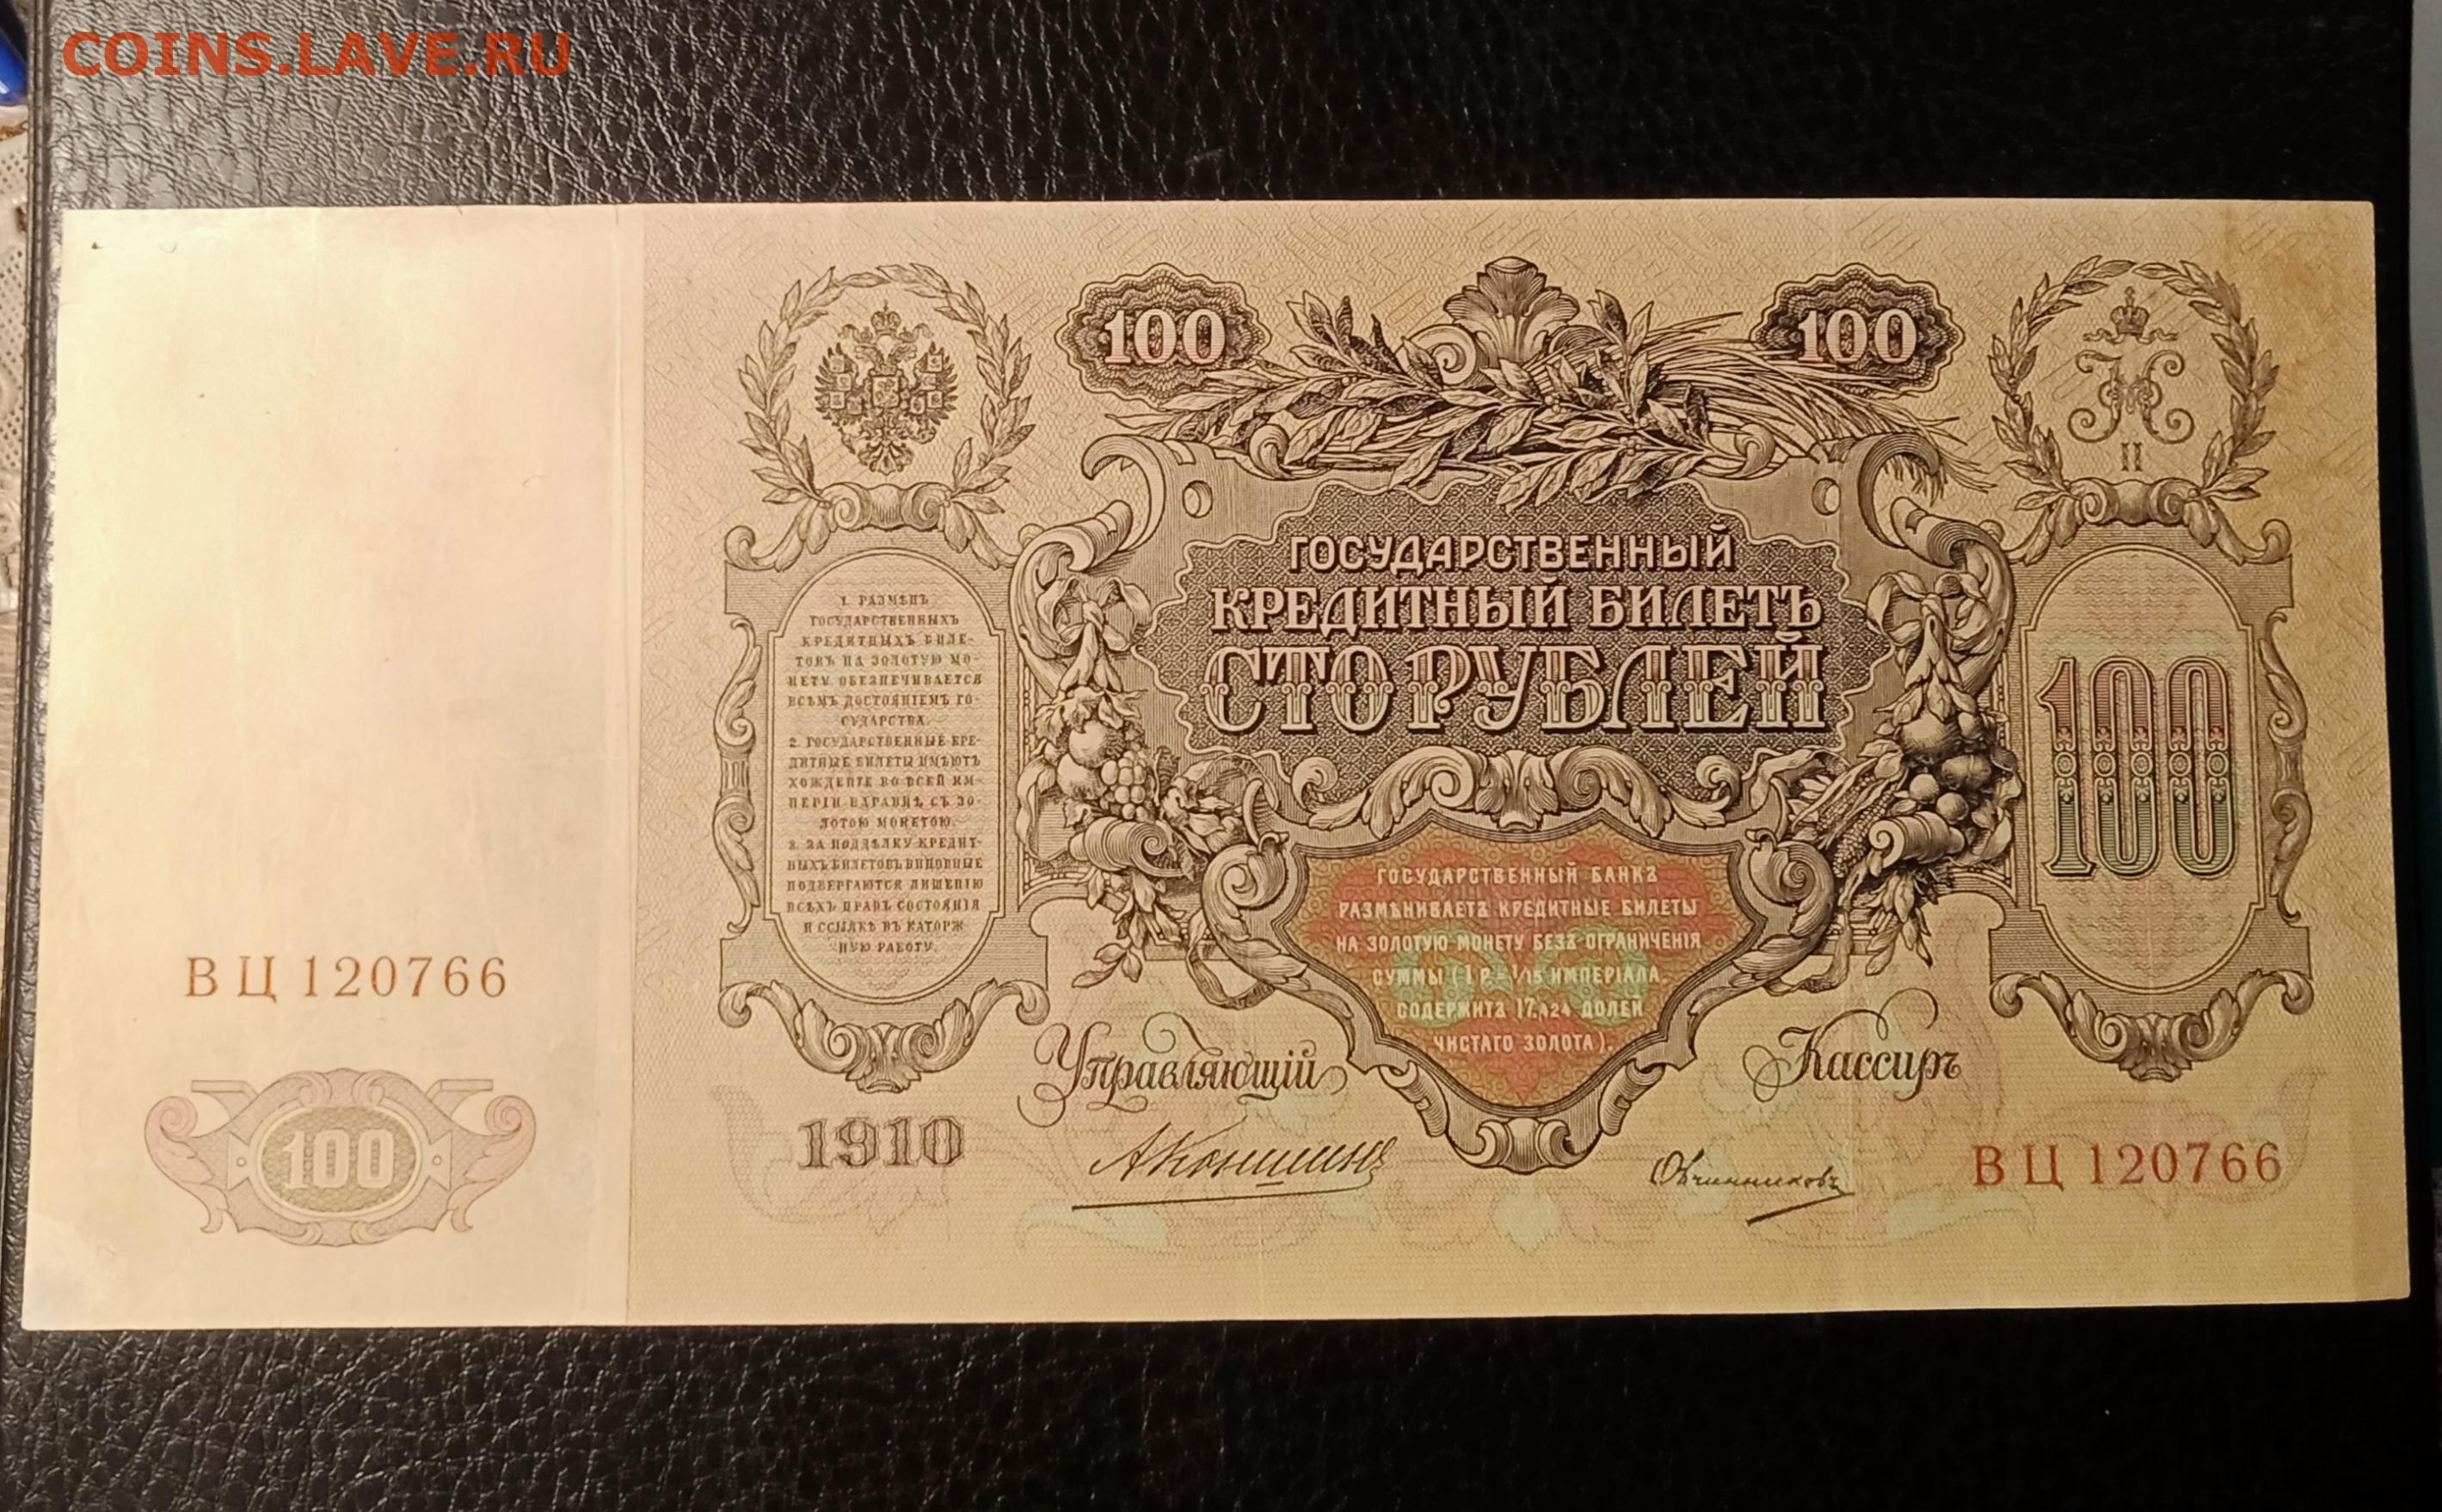 COINS.LAVE.RU
100 100
II
ГОСУДАРСТВЕННЫЙ
КРЕДИТНЫЙ БИЛЕТЪ
СТО РУБЛЕЙ
1. РАЗМѢНЪ
ГОСУДАРСТВЕННЫХЪ
КРЕДИТНЫХЪ БИЛЕ-
ТОВЪ НА ЗОЛОТУЮ МО-
НЕТУ ОБЕЗПЕЧИВАЕТСЯ
ВСѢМЪ ДОСТОЯНІЕМЪ ГО-
СУДАРСТВА.
2. ГОСУДАРСТВЕННЫЕ КРЕ-
ДИТНЫЕ БИЛЕТЫ ИМѢЮТЪ
ХОЖДЕНІЕ ВО ВСЕЙ ИМ-
ПЕРІИ НАРАВНѢ СЪ ЗО-
ЛОТОЮ МОНЕТОЮ.
3. ЗА ПОДДѢЛКУ КРЕДИТ-
НЫХЪ БИЛЕТОВЪ ВИНОВНЫЕ
ПОДВЕРГАЮТСЯ ЛИШЕНІЮ
ВСѢХЪ ПРАВЪ СОСТОЯНІЯ
И ССЫЛКѢ ВЪ КАТОРЖ-
НУЮ РАБОТУ.
100
ГОСУДАРСТВЕННЫЙ БАНКЪ
РАЗМѢНИВАЕТЪ КРЕДИТНЫЕ БИЛЕТЫ
НА ЗОЛОТУЮ МОНЕТУ БЕЗЪ ОГРАНИЧЕНІЯ
СУММЫ (1 Р.= 1/15 ИМПЕРІАЛА,
СОДЕРЖИТЪ 17,424 ДОЛЕЙ
ЧИСТАГО ЗОЛОТА).
ВЦ 120766
100
Управляющій
Кассиръ
1910
АКоншинъ
Овчинниковъ
ВЦ 120766